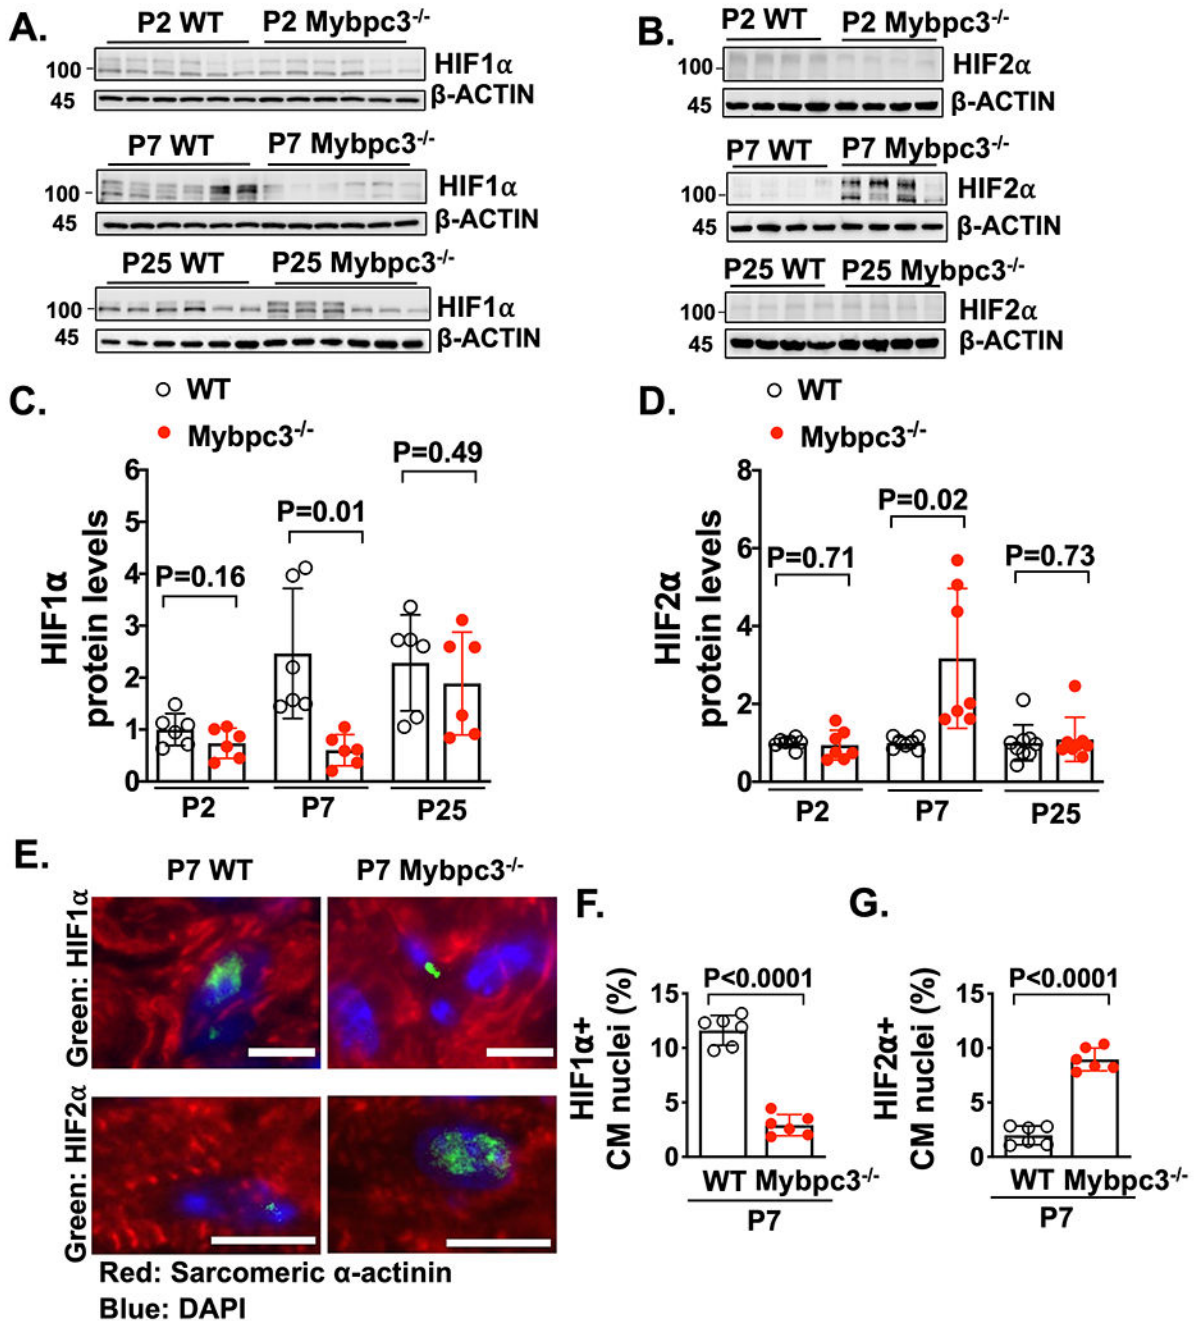 A.
P2 WT P2 Mybpc3-/-
100 HIF1α
45 β-ACTIN
P7 WT P7 Mybpc3-/-
100 HIF1α
45 β-ACTIN
P25 WT P25 Mybpc3-/-
100 HIF1α
45 β-ACTIN
B.
P2 WT P2 Mybpc3-/-
100 HIF2α
45 β-ACTIN
P7 WT P7 Mybpc3-/-
100 HIF2α
45 β-ACTIN
P25 WT P25 Mybpc3-/-
100 HIF2α
45 β-ACTIN
C.
WT
Mybpc3-/-
HIF1α
protein levels
6
5
4
3
2
1
0
P=0.16
P=0.01
P=0.49
P2 P7 P25
D.
WT
Mybpc3-/-
HIF2α
protein levels
8
6
4
2
0
P=0.71
P=0.02
P=0.73
P2 P7 P25
E.
P7 WT P7 Mybpc3-/-
Green: HIF1α
Green: HIF2α
Red: Sarcomeric α-actinin
Blue: DAPI
F.
HIF1α+
CM nuclei (%)
15
10
5
0
P<0.0001
WT Mybpc3-/-
P7
G.
HIF2α+
CM nuclei (%)
15
10
5
0
P<0.0001
WT Mybpc3-/-
P7